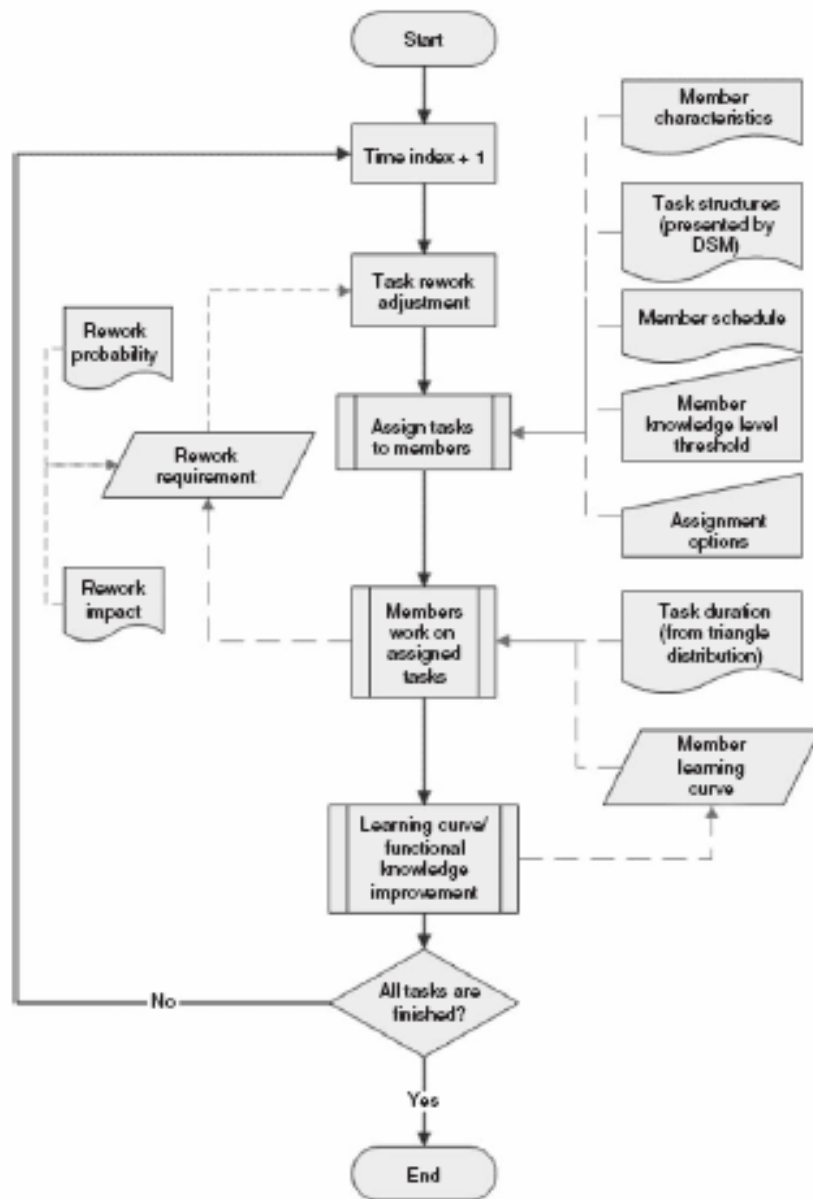 Start
Time index + 1
Task rework
adjustment
Assign tasks
to members
Members
work on
assigned
tasks
Learning curve/
functional
knowledge
improvement
All tasks are
finished?
No
Yes
End
Rework
probability
Rework
requirement
Rework
impact
Member
characteristics
Task structures
(presented by
DSM)
Member schedule
Member
knowledge level
threshold
Assignment
options
Task duration
(from triangle
distribution)
Member
learning
curve